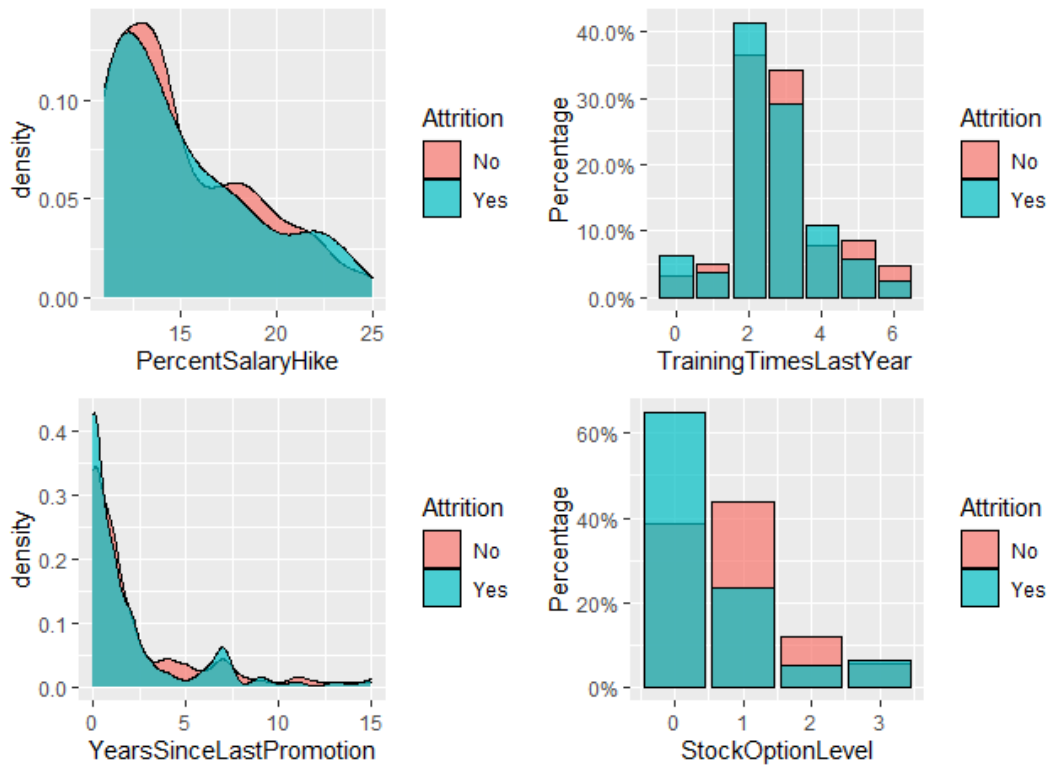 density
0.10
0.05
0.00
15
20
25
PercentSalaryHike
Attrition
No
Yes
Percentage
40.0%
30.0%
20.0%
10.0%
0.0%
0
2
4
6
TrainingTimesLastYear
Attrition
No
Yes
density
0.4
0.3
0.2
0.1
0.0
0
5
10
15
YearsSinceLastPromotion
Attrition
No
Yes
Percentage
60%
40%
20%
0%
0
1
2
3
StockOptionLevel
Attrition
No
Yes